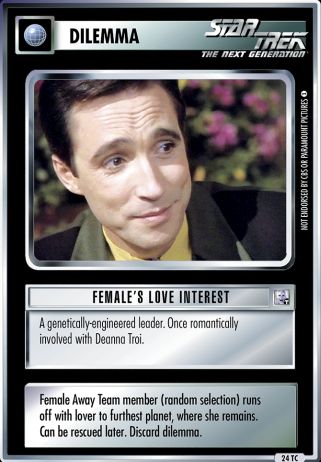 DILEMMA
STAR TREK
THE NEXT GENERATION
NOT ENDORSED BY CBS OR PARAMOUNT PICTURES
FEMALE'S LOVE INTEREST
A genetically-engineered leader. Once romantically
involved with Deanna Troi.
Female Away Team member (random selection) runs
off with lover to furthest planet, where she remains.
Can be rescued later. Discard dilemma.
24 TC